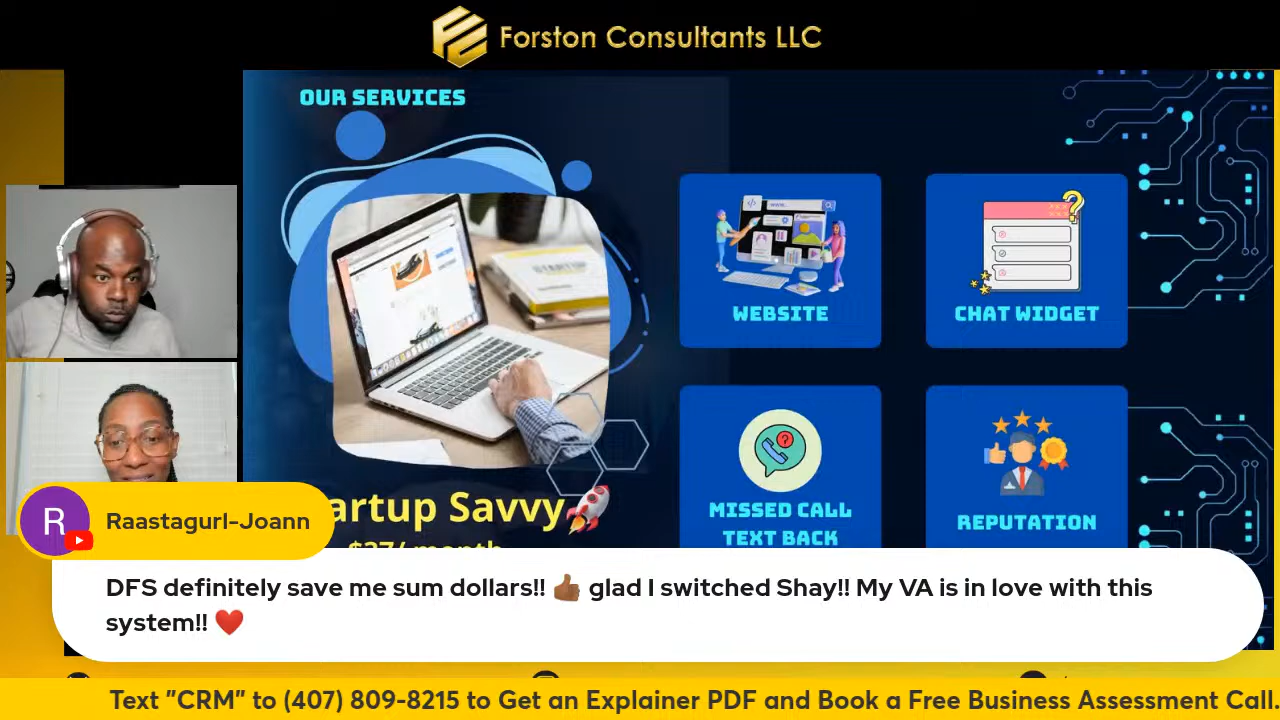 Forston Consultants LLC
OUR SERVICES
WEBSITE
CHAT WIDGET
MISSED CALL
TEXT BACK
REPUTATION
artup Savvy🚀
$27/ month
R
Raastagurl-Joann
DFS definitely save me sum dollars!! 👍🏾 glad I switched Shay!! My VA is in love with this
system!! ❤️
Text "CRM" to (407) 809-8215 to Get an Explainer PDF and Book a Free Business Assessment Call.